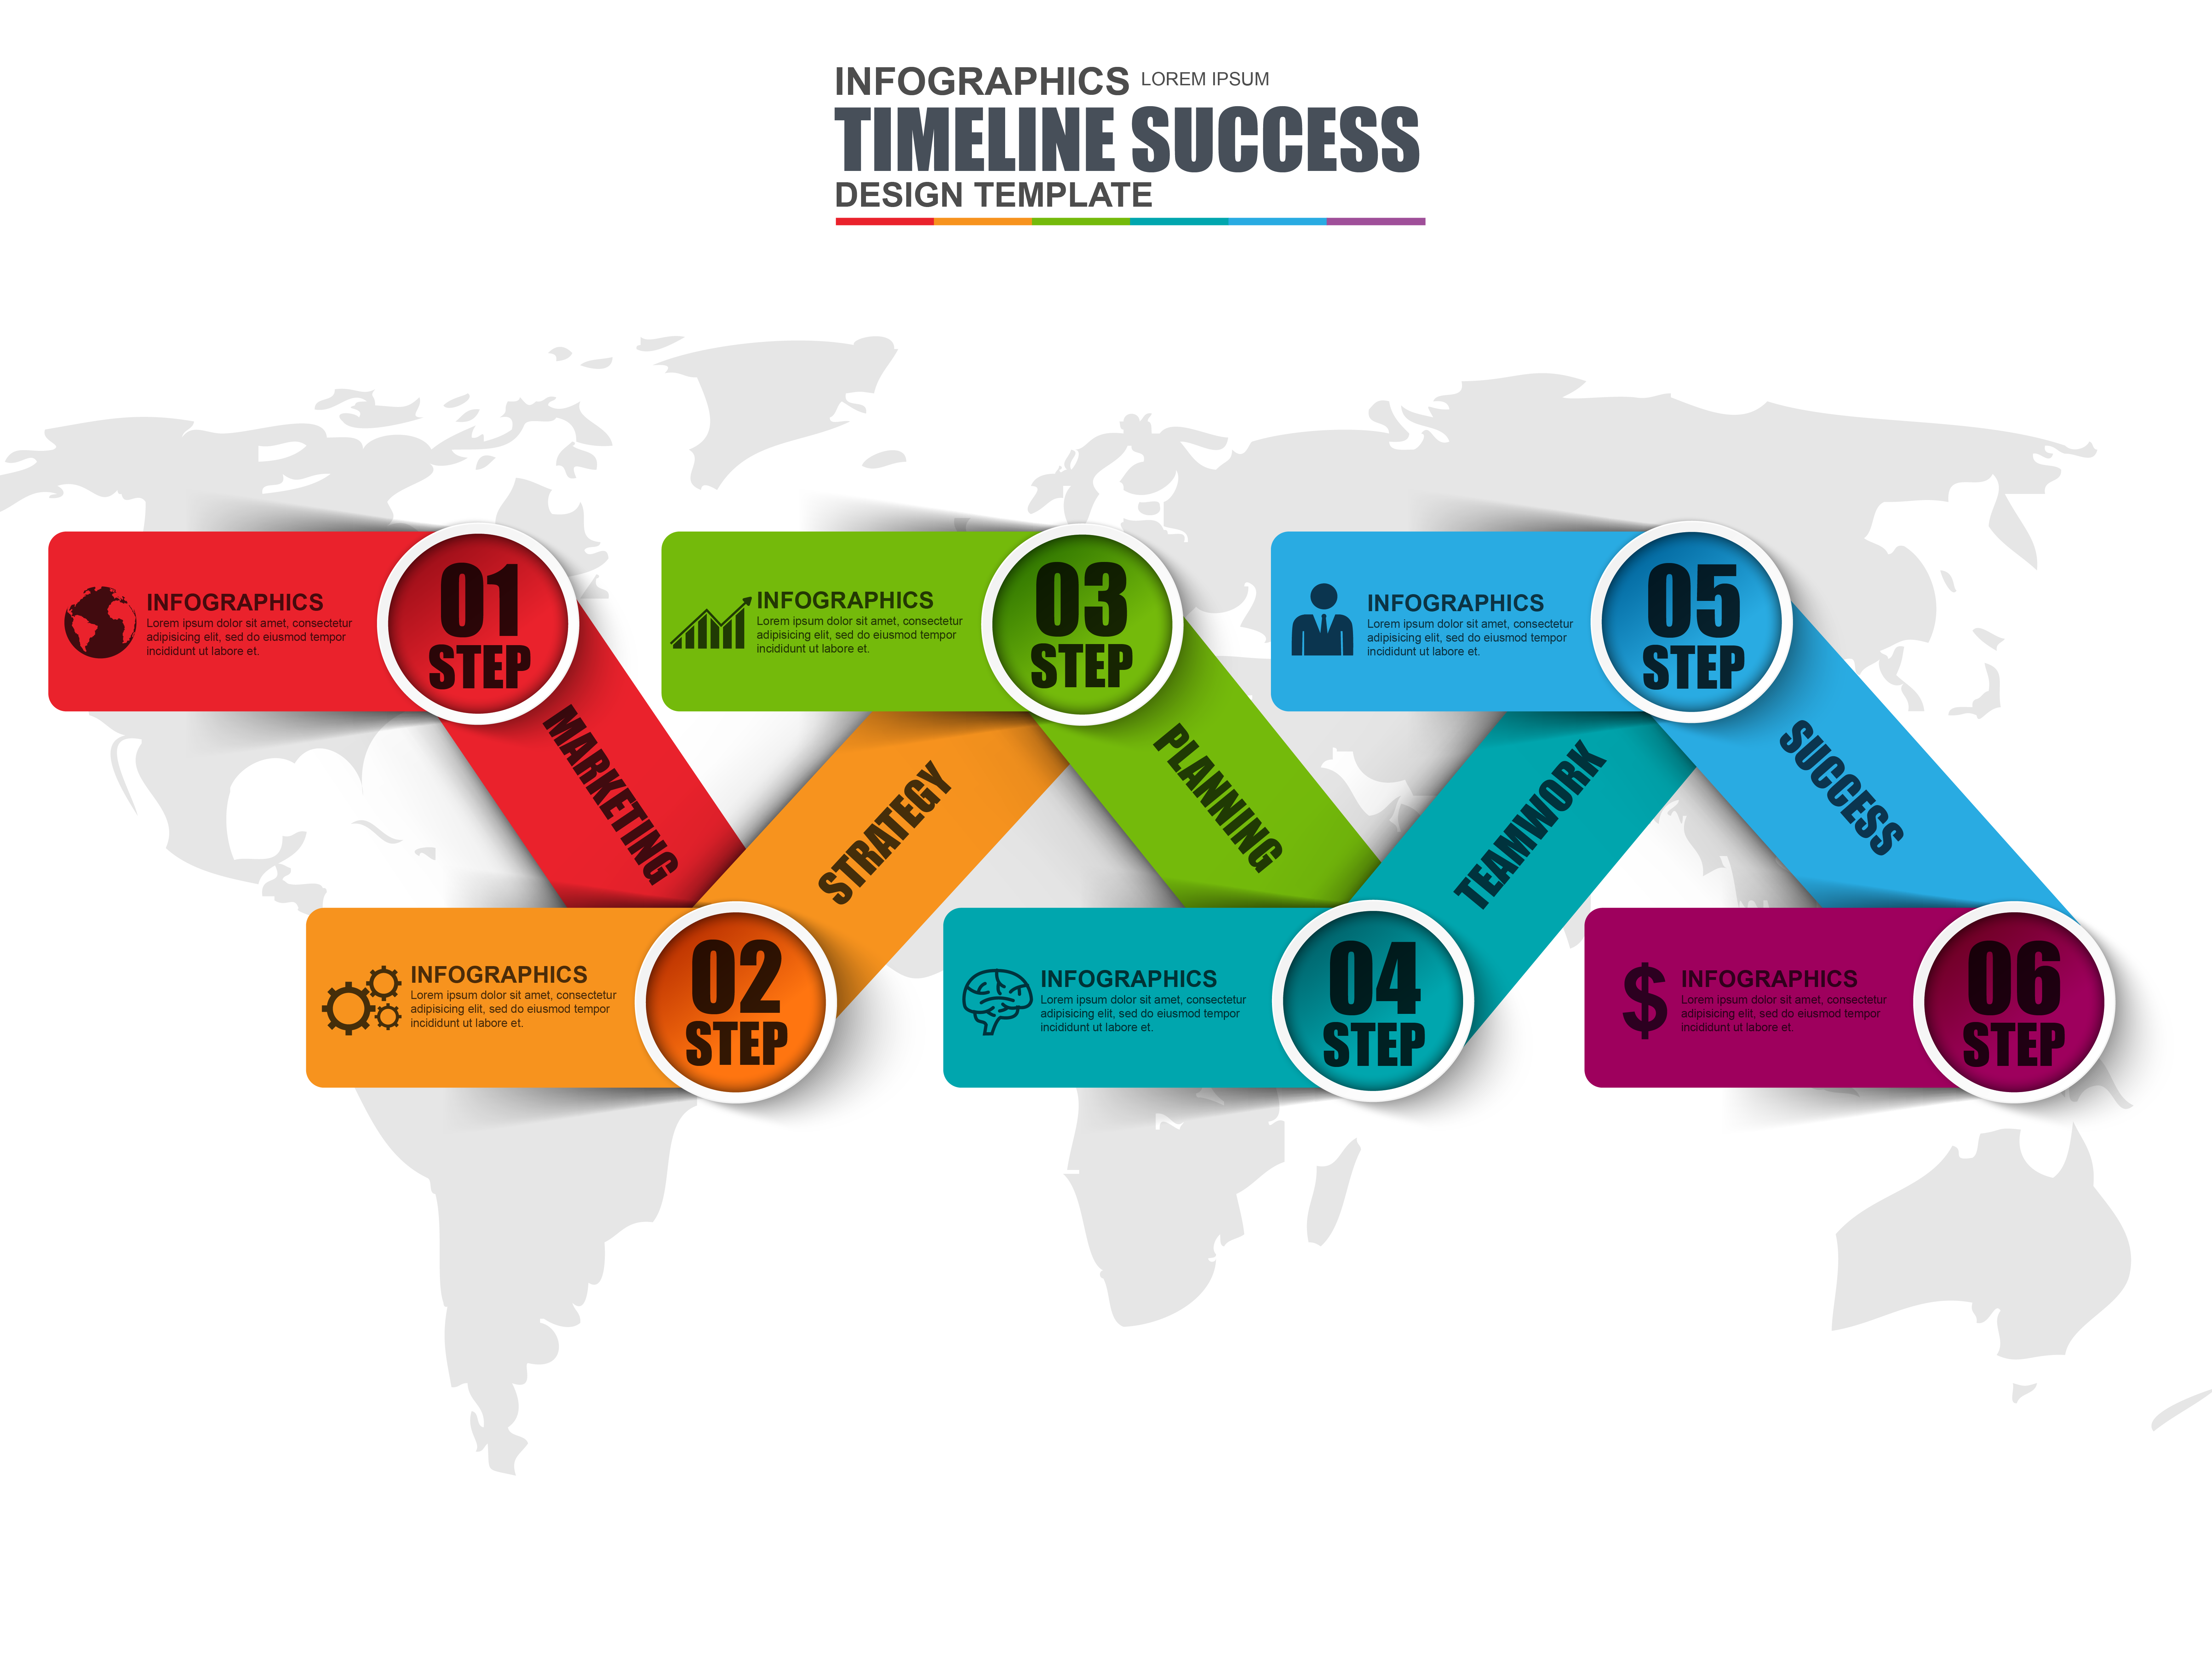 INFOGRAPHICS LOREM IPSUM
TIMELINE SUCCESS
DESIGN TEMPLATE
INFOGRAPHICS
Lorem ipsum dolor sit amet, consectetur
adipisicing elit, sed do eiusmod tempor
incididunt ut labore et.
01
STEP
MARKETING
INFOGRAPHICS
Lorem ipsum dolor sit amet, consectetur
adipisicing elit, sed do eiusmod tempor
incididunt ut labore et.
02
STEP
STRATEGY
INFOGRAPHICS
Lorem ipsum dolor sit amet, consectetur
adipisicing elit, sed do eiusmod tempor
incididunt ut labore et.
03
STEP
PLANNING
INFOGRAPHICS
Lorem ipsum dolor sit amet, consectetur
adipisicing elit, sed do eiusmod tempor
incididunt ut labore et.
04
STEP
TEAMWORK
INFOGRAPHICS
Lorem ipsum dolor sit amet, consectetur
adipisicing elit, sed do eiusmod tempor
incididunt ut labore et.
05
STEP
SUCCESS
$
INFOGRAPHICS
Lorem ipsum dolor sit amet, consectetur
adipisicing elit, sed do eiusmod tempor
incididunt ut labore et.
06
STEP